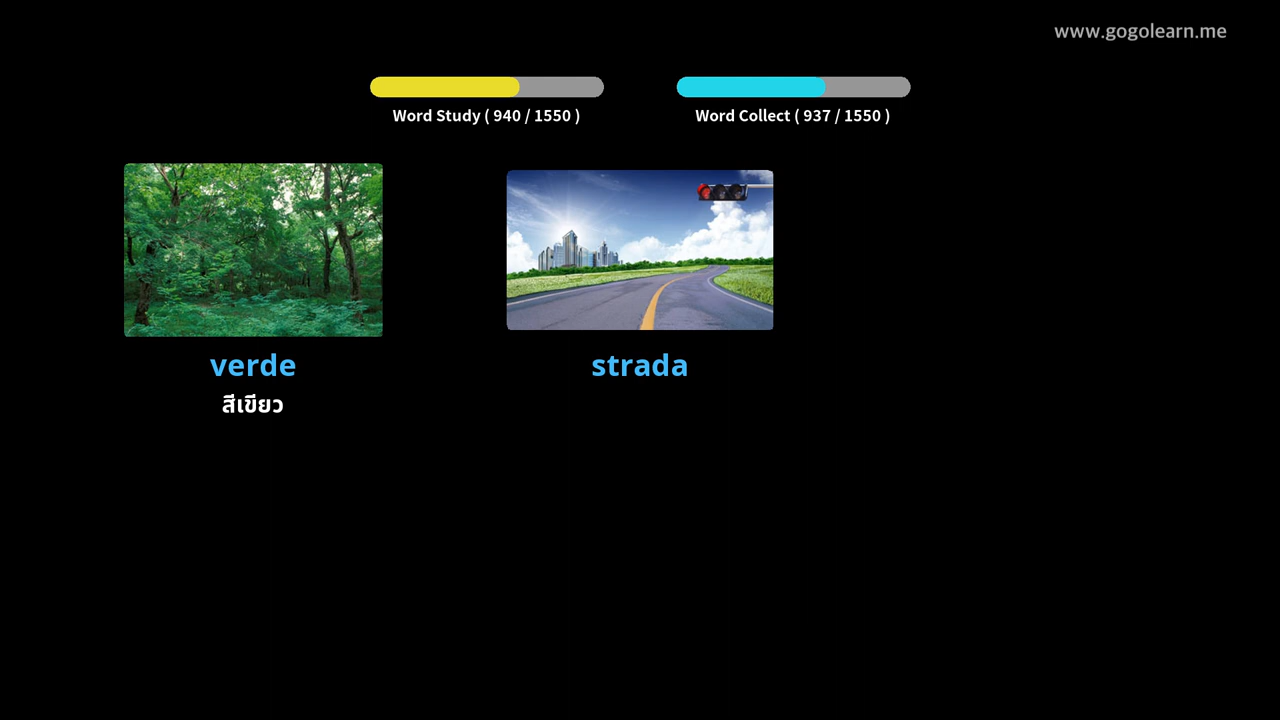 www.gogolearn.me
Word Study ( 940 / 1550 )
Word Collect ( 937 / 1550 )
verde
สีเขียว
strada